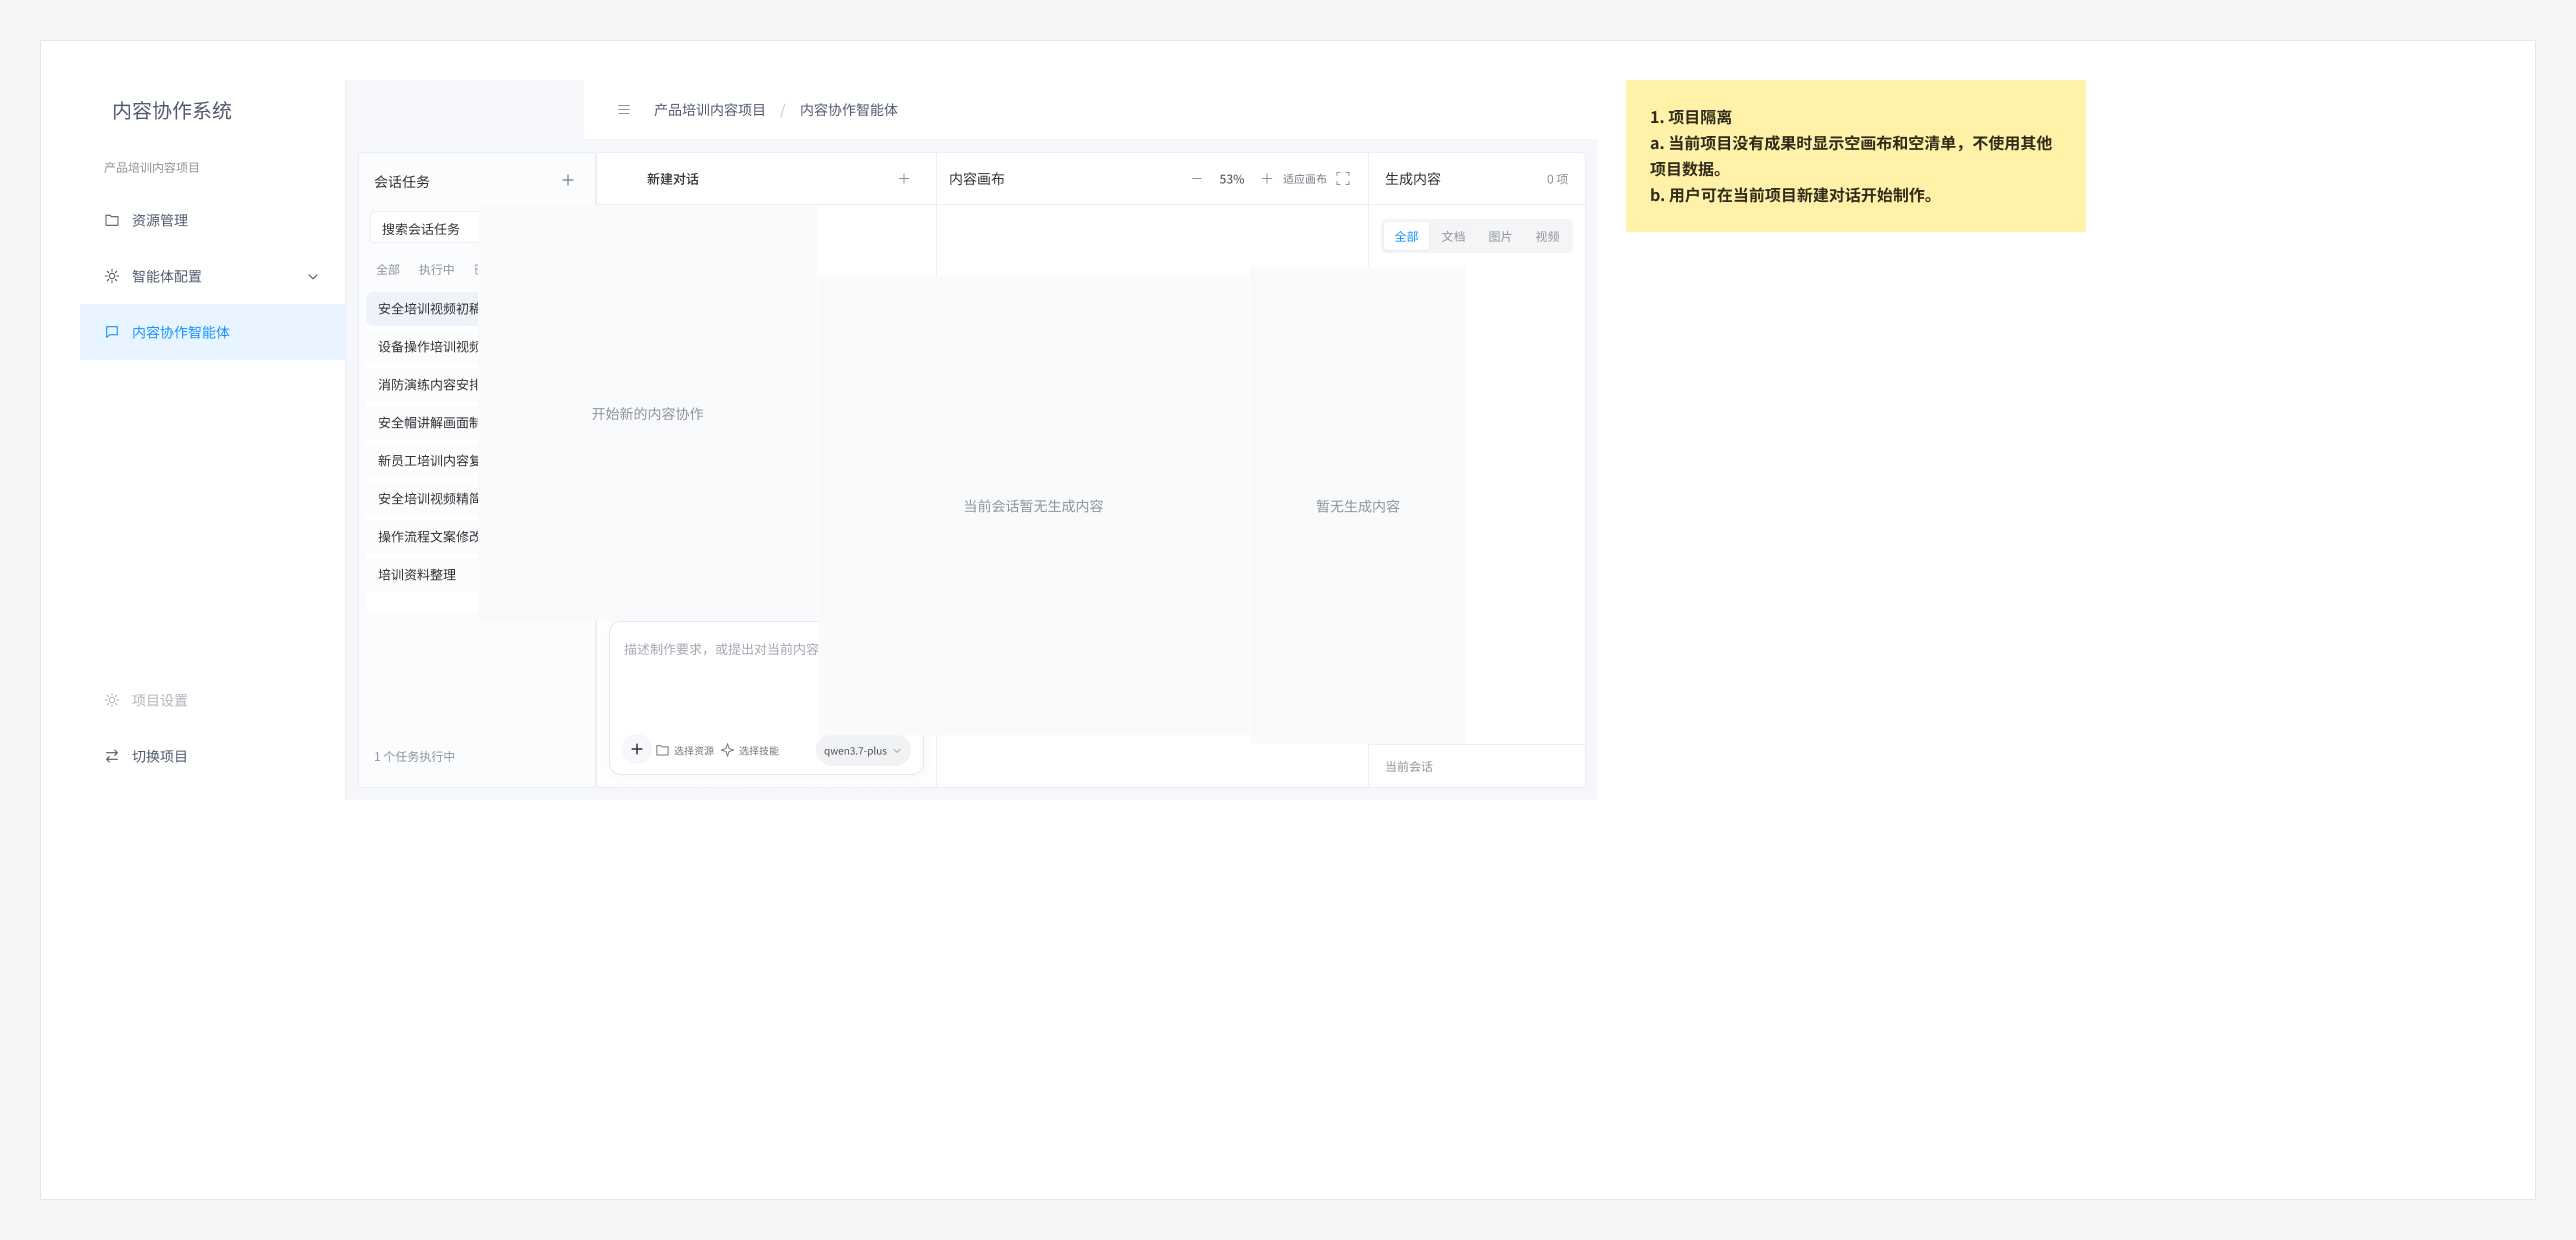 内容协作系统
产品培训内容项目
资源管理
智能体配置
内容协作智能体
项目设置
切换项目
产品培训内容项目 / 内容协作智能体
会话任务
搜索会话任务
全部 执行中
安全培训视频初稿
设备操作培训视频
消防演练内容安排
安全帽讲解画面制
新员工培训内容复
安全培训视频精简
操作流程文案修改
培训资料整理
1 个任务执行中
新建对话
开始新的内容协作
描述制作要求，或提出对当前内容
选择资源 选择技能 qwen3.7-plus
内容画布 53% 适应画布
当前会话暂无生成内容
生成内容 0 项
全部 文档 图片 视频
暂无生成内容
当前会话
1. 项目隔离
a. 当前项目没有成果时显示空画布和空清单，不使用其他
项目数据。
b. 用户可在当前项目新建对话开始制作。